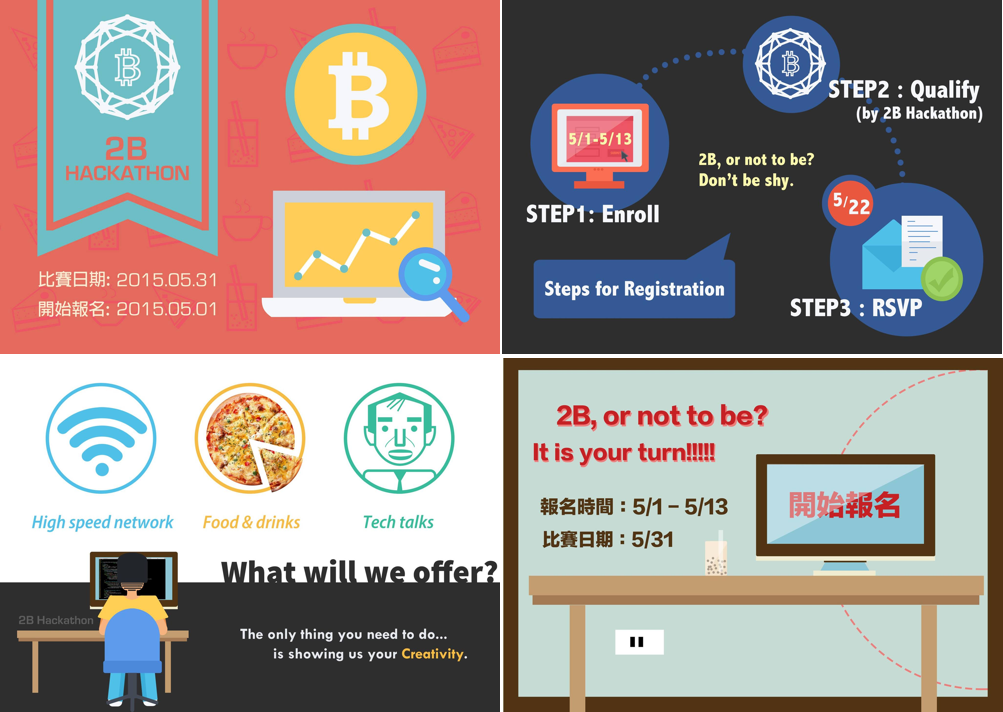 2B
HACKATHON
比賽日期: 2015.05.31
開始報名: 2015.05.01
5/1-5/13
STEP1: Enroll
STEP2 : Qualify
(by 2B Hackathon)
2B, or not to be?
Don't be shy.
5/22
Steps for Registration
STEP3 : RSVP
High speed network
Food & drinks
Tech talks
What will we offer?
2B Hackathon
The only thing you need to do...
is showing us your Creativity.
2B, or not to be?
It is your turn!!!!!
報名時間：5/1 – 5/13
比賽日期：5/31
開始報名